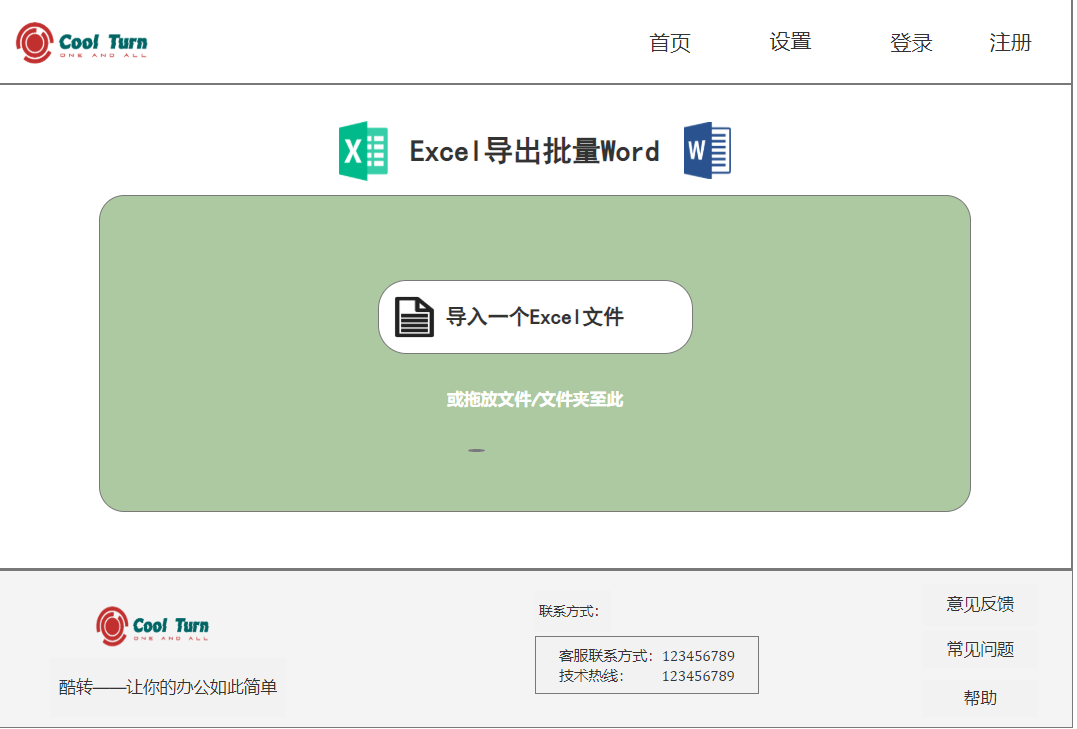 Cool Turn
ONE AND ALL
首页 设置 登录 注册
X Excel导出批量Word W
导入一个Excel文件
或拖放文件/文件夹至此
Cool Turn
ONE AND ALL
酷转——让你的办公如此简单
联系方式:
客服联系方式: 123456789
技术热线: 123456789
意见反馈
常见问题
帮助